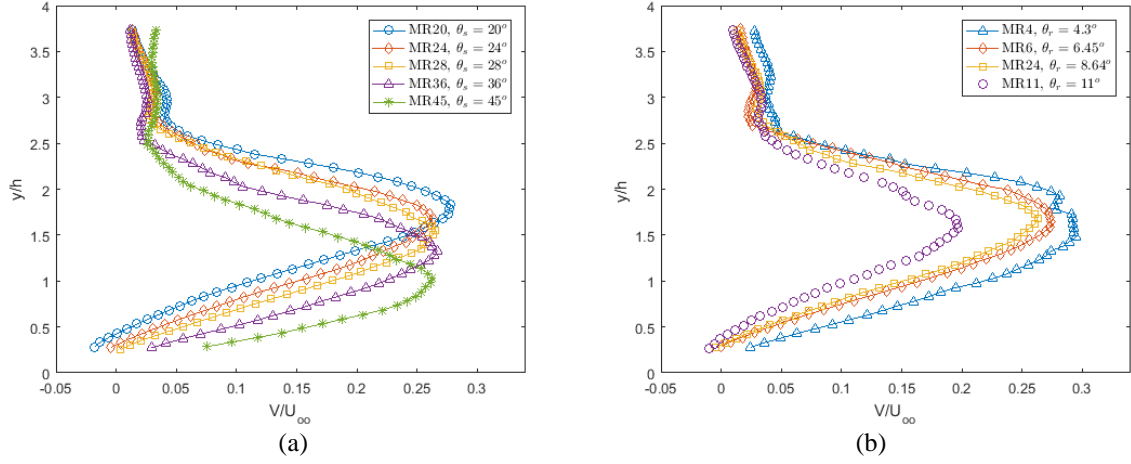 MR20, θs = 20°
MR24, θs = 24°
MR28, θs = 28°
MR36, θs = 36°
MR45, θs = 45°
4
3.5
3
2.5
2
1.5
1
0.5
0
y/h
-0.05 0 0.05 0.1 0.15 0.2 0.25 0.3
V/Uoo
(a)
MR4, θr = 4.3°
MR6, θr = 6.45°
MR24, θr = 8.64°
MR11, θr = 11°
4
3.5
3
2.5
2
1.5
1
0.5
0
y/h
-0.05 0 0.05 0.1 0.15 0.2 0.25 0.3
V/Uoo
(b)